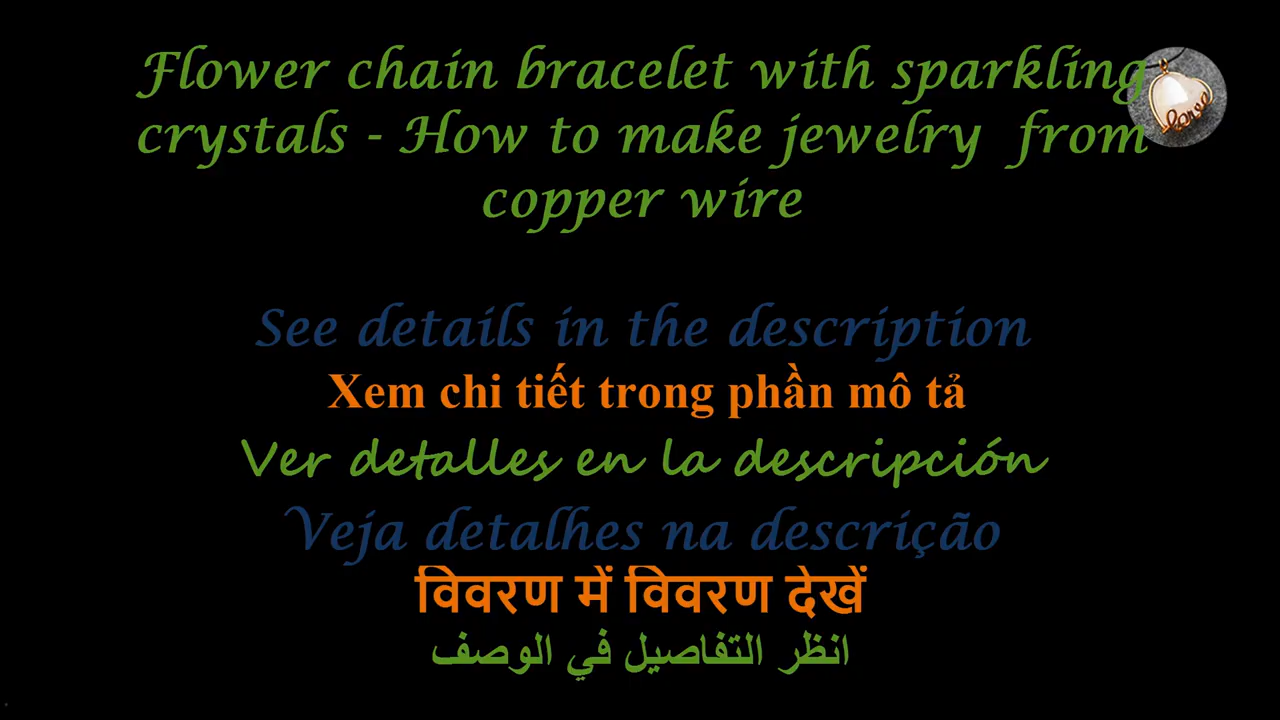 Flower chain bracelet with sparkling
crystals - How to make jewelry from
copper wire
love
See details in the description
Xem chi tiết trong phần mô tả
Ver detalles en la descripción
Veja detalhes na descrição
विवरण में विवरण देखें
انظر التفاصيل في الوصف